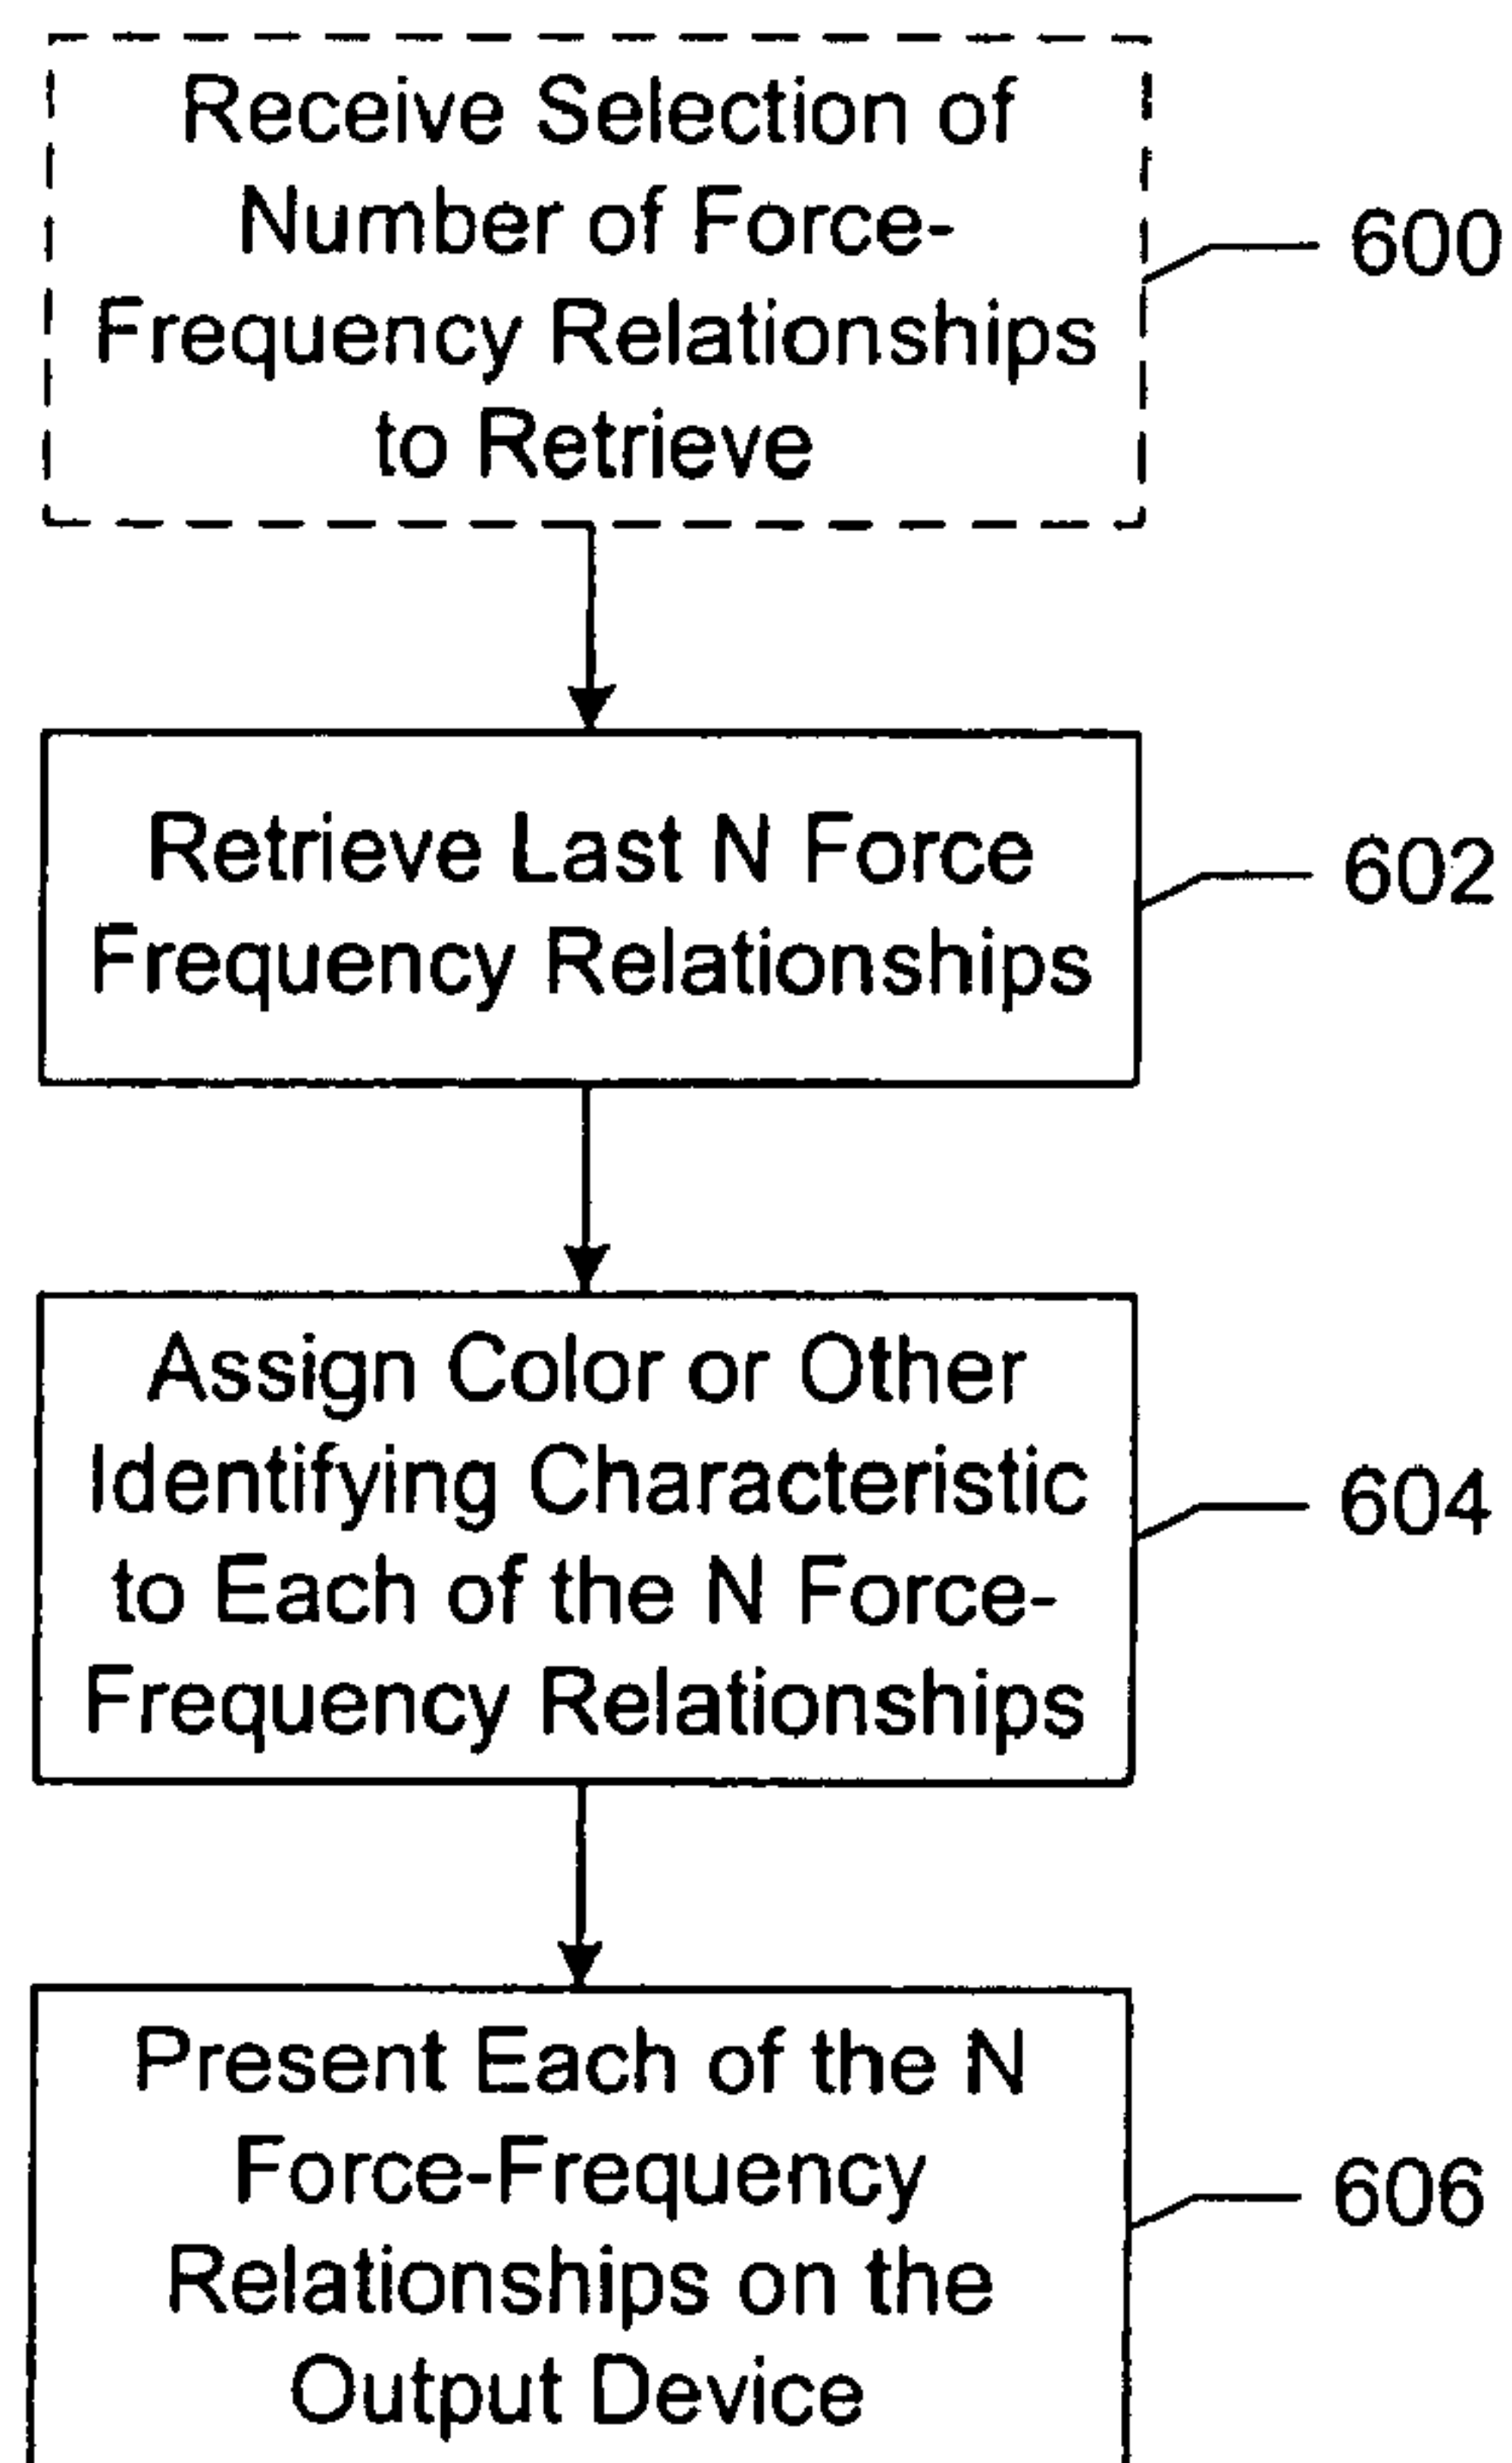 Receive Selection of
Number of Force-
Frequency Relationships
to Retrieve
600
Retrieve Last N Force
Frequency Relationships
602
Assign Color or Other
Identifying Characteristic
to Each of the N Force-
Frequency Relationships
604
Present Each of the N
Force-Frequency
Relationships on the
Output Device
606